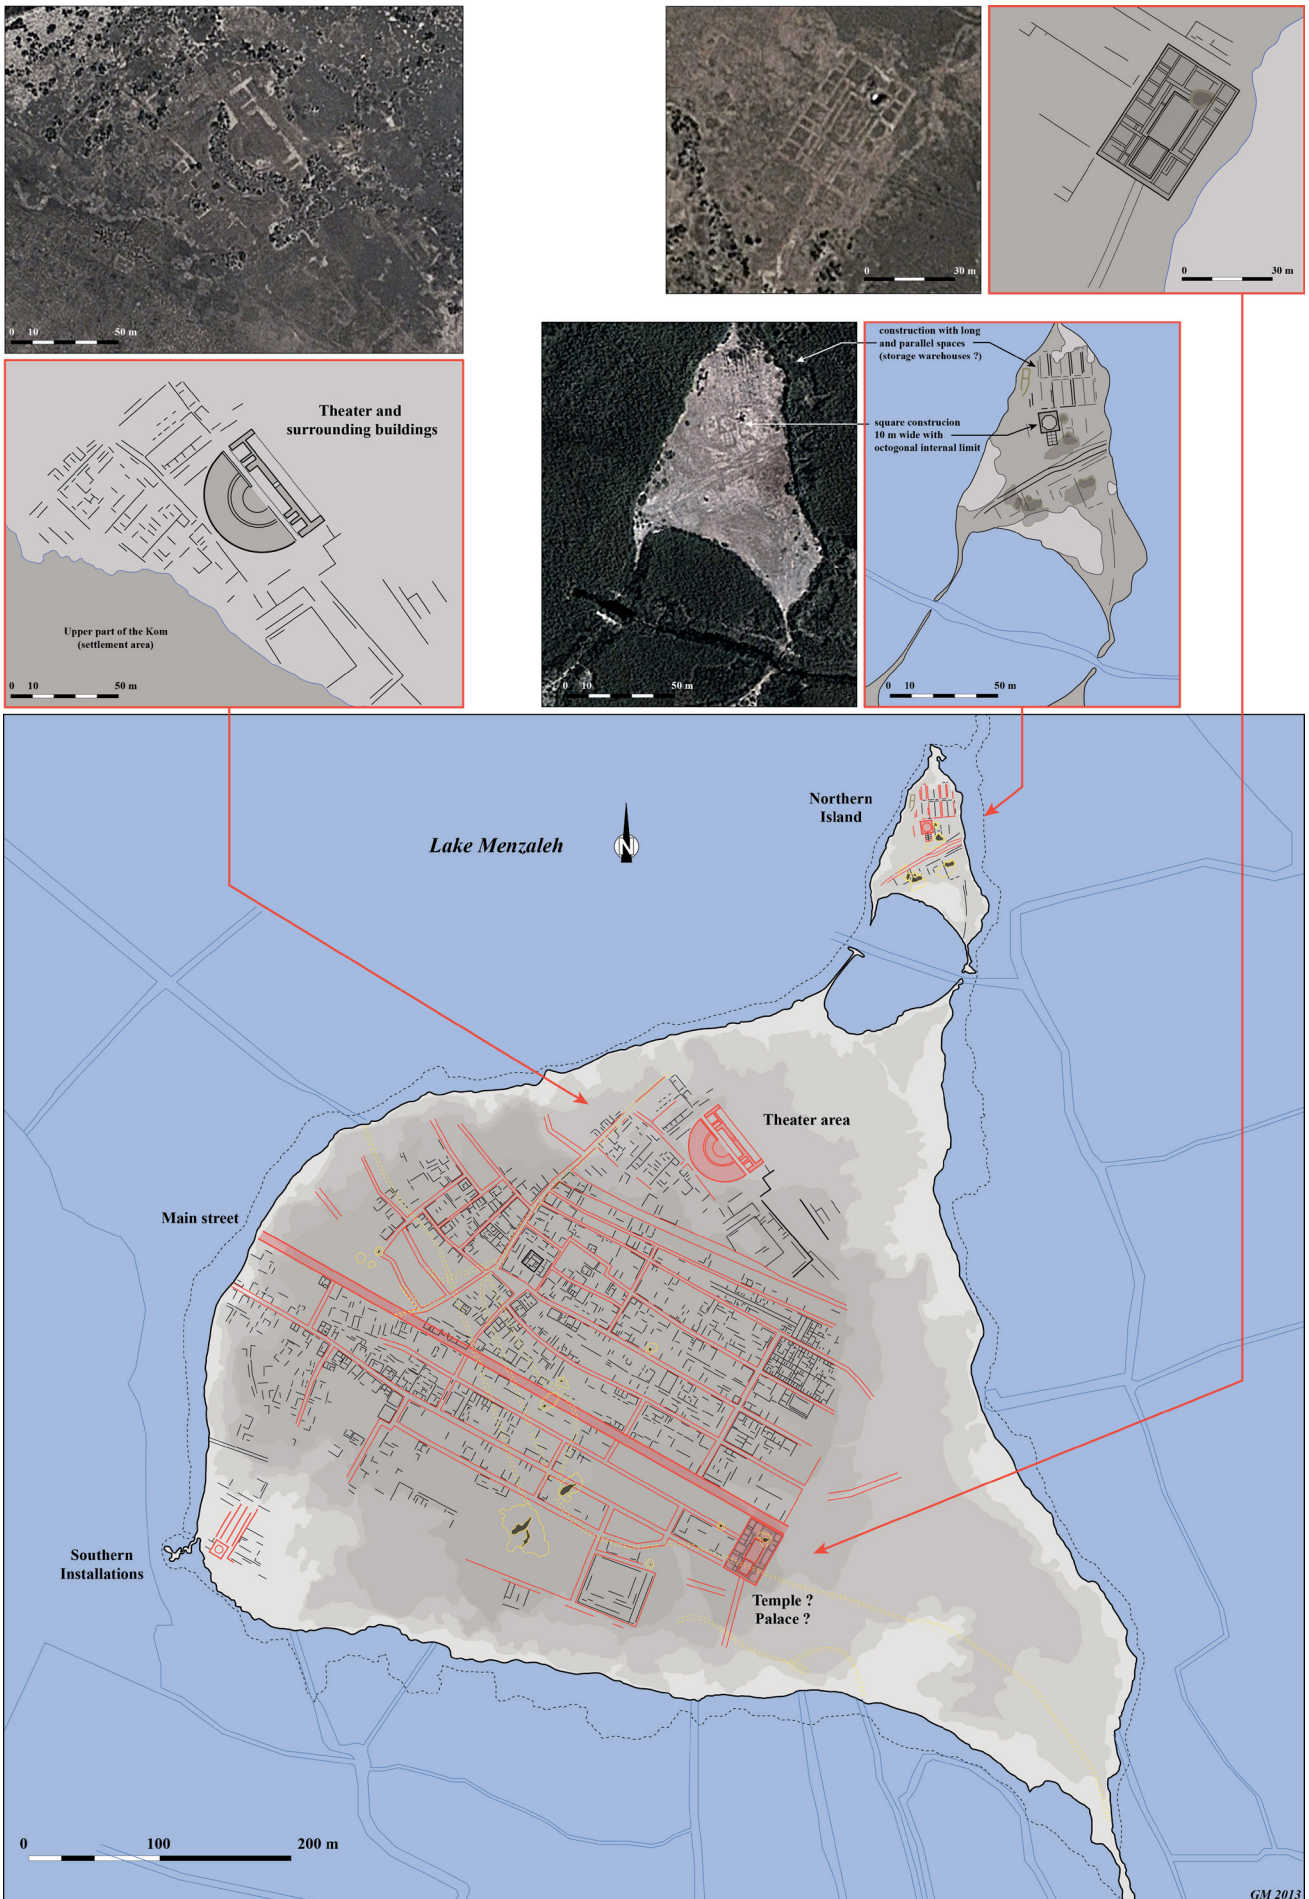 0 10 50 m
0 30 m
0 30 m
Theater and
surrounding buildings
Upper part of the Kom
(settlement area)
0 10 50 m
construction with long
and parallel spaces
(storage warehouses ?)
square construcion
10 m wide with
octogonal internal limit
0 10 50 m
0 10 50 m
Northern
Island
Lake Menzaleh
N
Theater area
Main street
Southern
Installations
Temple ?
Palace ?
0 100 200 m
GM 2013